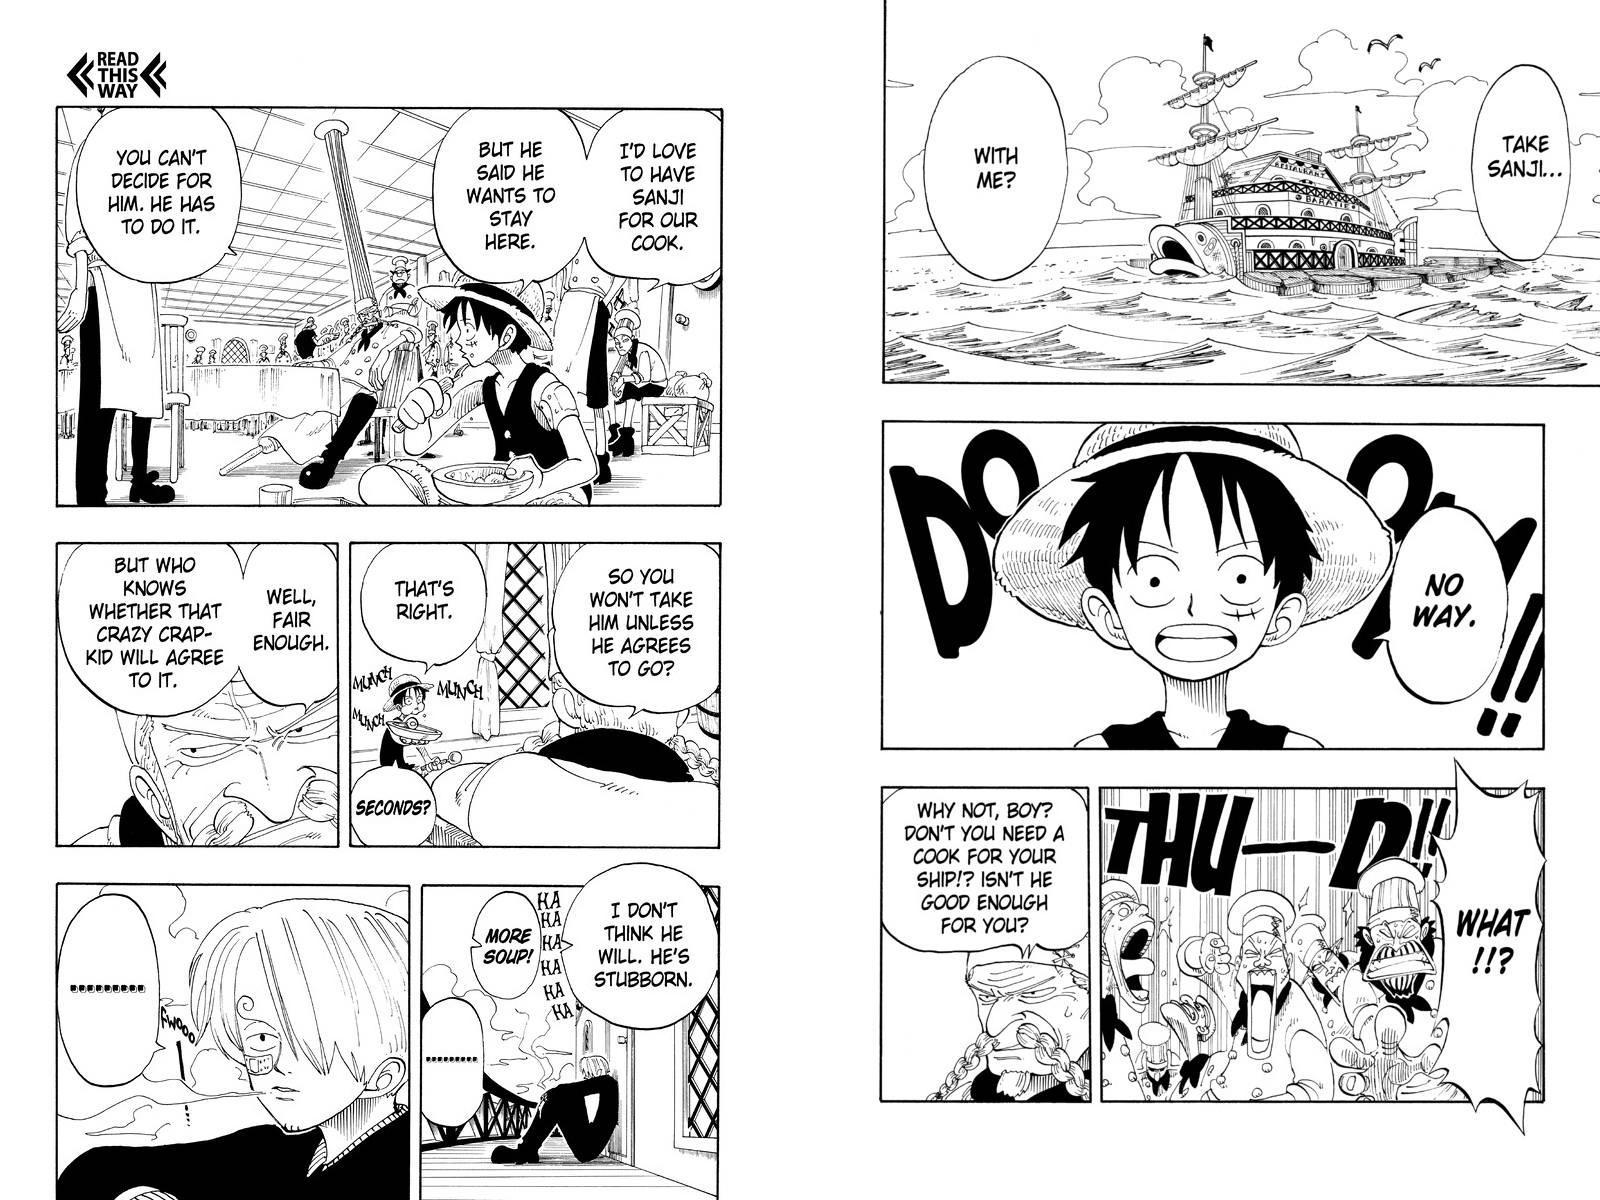 TAKE
SANJI...
WITH
ME?
RESTAURANT
BARATIE
DO
NO
WAY.
WHAT
!!?
THU—D!!
WHY NOT, BOY?
DON'T YOU NEED A
COOK FOR YOUR
SHIP!? ISN'T HE
GOOD ENOUGH
FOR YOU?
READ
THIS
WAY
I'D LOVE
TO HAVE
SANJI
FOR OUR
COOK.
BUT HE
SAID HE
WANTS TO
STAY
HERE.
YOU CAN'T
DECIDE FOR
HIM. HE HAS
TO DO IT.
SO YOU
WON'T TAKE
HIM UNLESS
HE AGREES
TO GO?
THAT'S
RIGHT.
MUNCH
MUNCH
MUNCH
SECONDS?
WELL,
FAIR
ENOUGH.
BUT WHO
KNOWS
WHETHER THAT
CRAZY CRAP-
KID WILL AGREE
TO IT.
I DON'T
THINK HE
WILL. HE'S
STUBBORN.
HA
HA
HA
HA
HA
HA
MORE
SOUP!
.........
.........
FWOOO